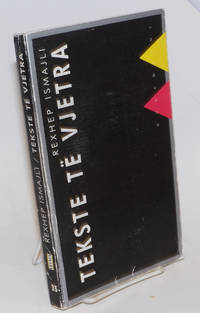 REXHEP ISMAJLI
TEKSTE TË VJETRA
REXHEP ISMAJLI / TEKSTE TË VJETRA